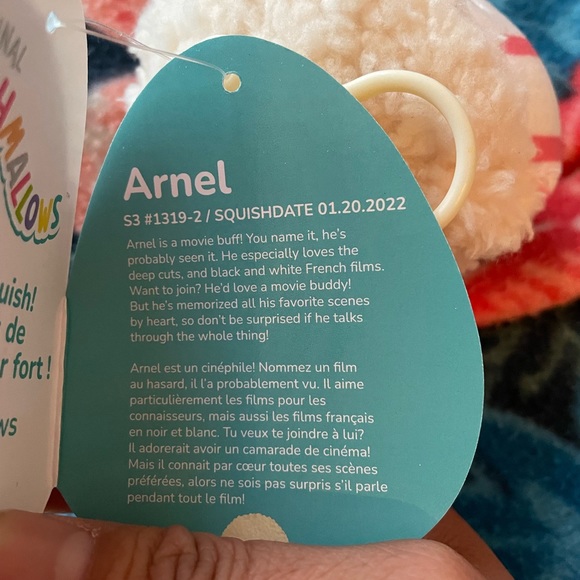 INAL
HMALLOWS
uish!
de
r fort!
ws
Arnel
S3 #1319-2 / SQUISHDATE 01.20.2022
Arnel is a movie buff! You name it, he's
probably seen it. He especially loves the
deep cuts, and black and white French films.
Want to join? He'd love a movie buddy!
But he's memorized all his favorite scenes
by heart, so don't be surprised if he talks
through the whole thing!
Arnel est un cinéphile! Nommez un film
au hasard, il l'a probablement vu. Il aime
particulièrement les films pour les
connaisseurs, mais aussi les films français
en noir et blanc. Tu veux te joindre à lui?
Il adorerait avoir un camarade de cinéma!
Mais il connait par cœur toutes ses scènes
préférées, alors ne sois pas surpris s'il parle
pendant tout le film!